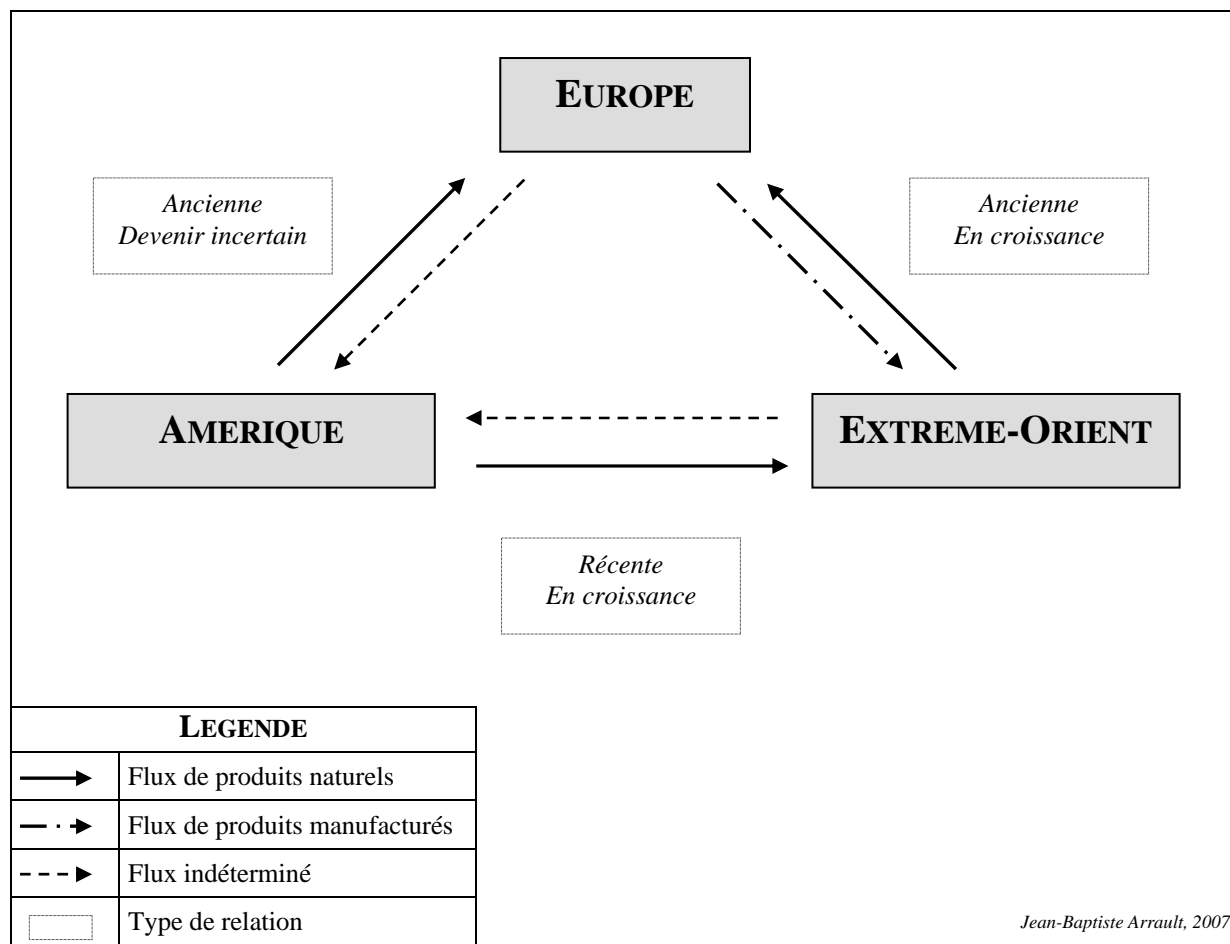 EUROPE
Ancienne
Devenir incertain
Ancienne
En croissance
AMERIQUE
EXTREME-ORIENT
Récente
En croissance
LEGENDE
Flux de produits naturels
Flux de produits manufacturés
Flux indéterminé
Type de relation
Jean-Baptiste Arrault, 2007